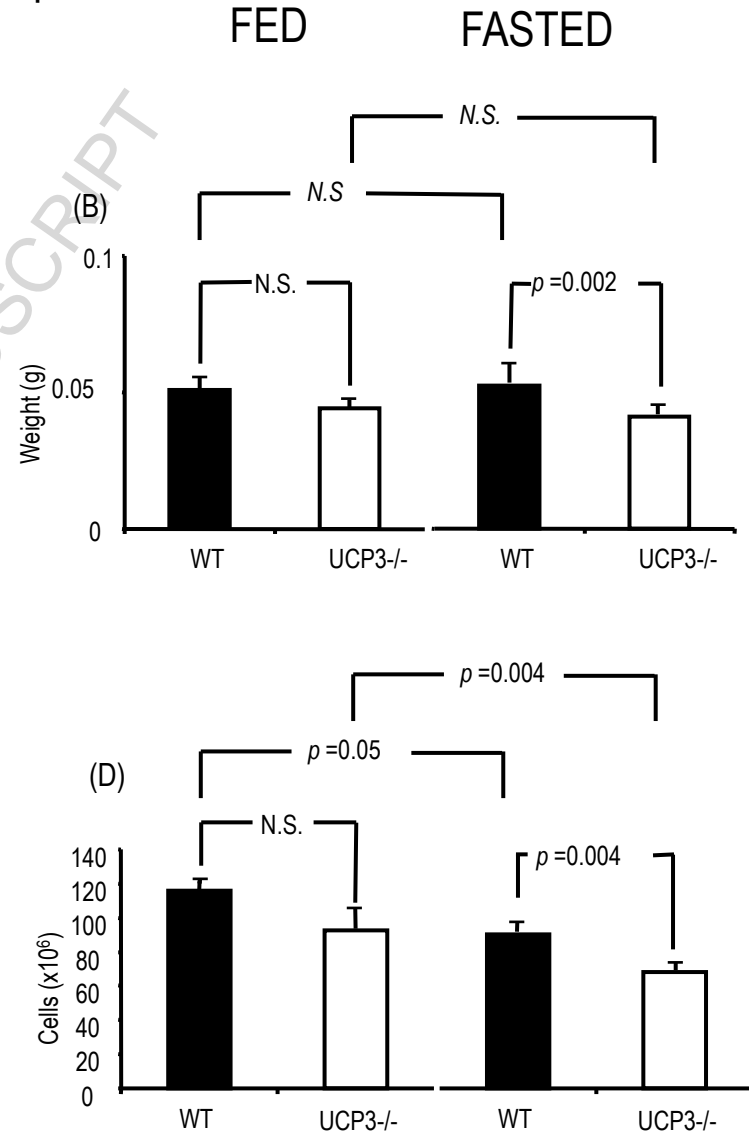 FED FASTED
SCRIPT
N.S.
N.S
(B)
0.1
N.S. p =0.002
0.05
Weight (g)
0
WT UCP3-/- WT UCP3-/-
p =0.004
p =0.05
(D)
N.S.
p =0.004
140
120
100
80
60
40
20
0
Cells (x10⁶)
WT UCP3-/- WT UCP3-/-